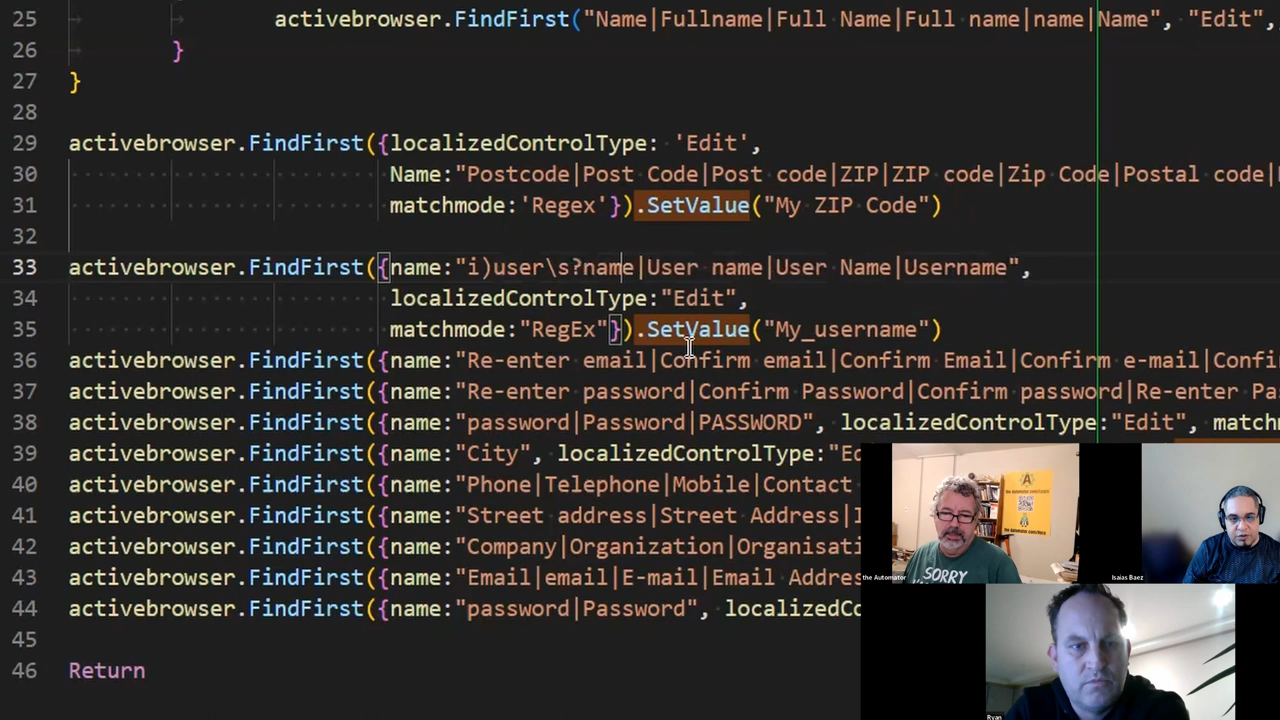 25 activebrowser.FindFirst("Name|Fullname|Full Name|Full name|name|Name", "Edit",
26 }
27 }
28
29 activebrowser.FindFirst({localizedControlType: 'Edit',
30 Name:"Postcode|Post Code|Post code|ZIP|ZIP code|Zip Code|Postal code|
31 matchmode:'Regex'}).SetValue("My ZIP Code")
32
33 activebrowser.FindFirst({name:"i)user\s?name|User name|User Name|Username",
34 localizedControlType:"Edit",
35 matchmode:"RegEx"}).SetValue("My_username")
36 activebrowser.FindFirst({name:"Re-enter email|Confirm email|Confirm Email|Confirm e-mail|Confi
37 activebrowser.FindFirst({name:"Re-enter password|Confirm Password|Confirm password|Re-enter Pa
38 activebrowser.FindFirst({name:"password|Password|PASSWORD", localizedControlType:"Edit", match
39 activebrowser.FindFirst({name:"City", localizedControlType:"Ed
40 activebrowser.FindFirst({name:"Phone|Telephone|Mobile|Contact
41 activebrowser.FindFirst({name:"Street address|Street Address|
42 activebrowser.FindFirst({name:"Company|Organization|Organisati
43 activebrowser.FindFirst({name:"Email|email|E-mail|Email Addres
44 activebrowser.FindFirst({name:"password|Password", localizedCo
45
46 Return
the Automator
Isaias Baez
SORRY
Ryan